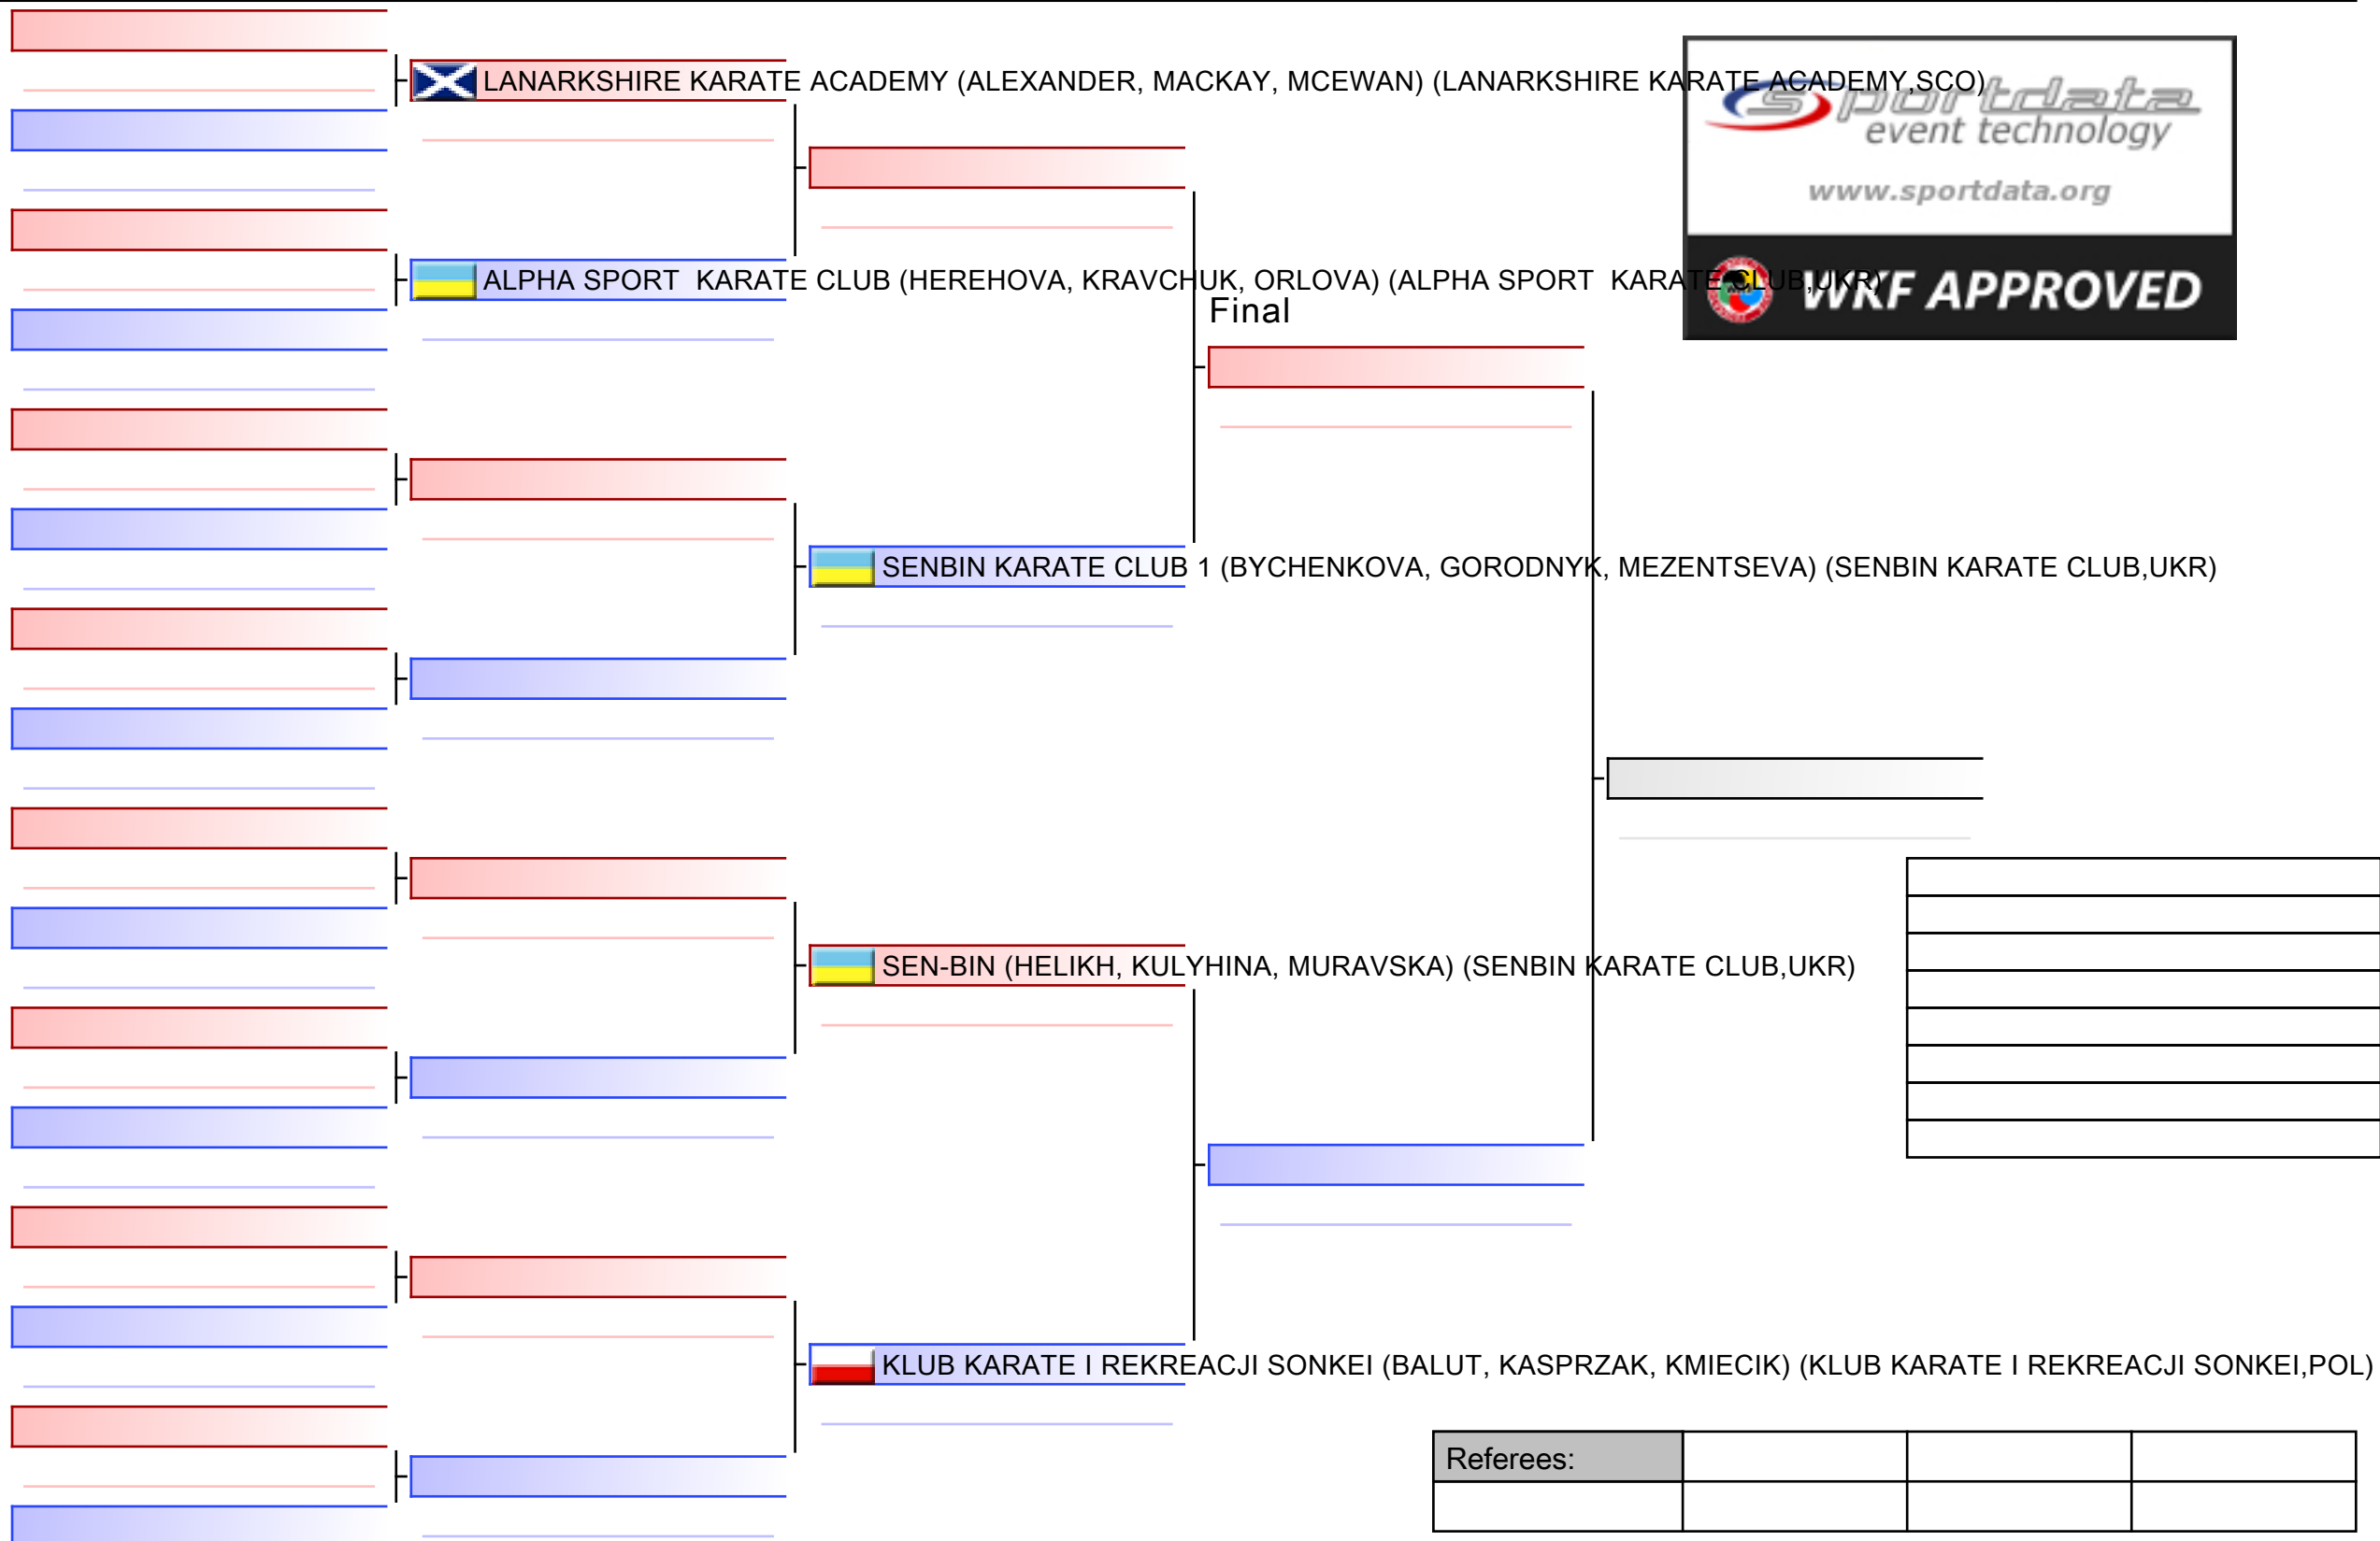 LANARKSHIRE KARATE ACADEMY (ALEXANDER, MACKAY, MCEWAN) (LANARKSHIRE KARATE ACADEMY,SCO)
sportdata
event technology
www.sportdata.org
ALPHA SPORT  KARATE CLUB (HEREHOVA, KRAVCHUK, ORLOVA) (ALPHA SPORT  KARATE CLUB,UKR)
WKF APPROVED
Final
SENBIN KARATE CLUB 1 (BYCHENKOVA, GORODNYK, MEZENTSEVA) (SENBIN KARATE CLUB,UKR)
SEN-BIN (HELIKH, KULYHINA, MURAVSKA) (SENBIN KARATE CLUB,UKR)
KLUB KARATE I REKREACJI SONKEI (BALUT, KASPRZAK, KMIECIK) (KLUB KARATE I REKREACJI SONKEI,POL)
Referees: